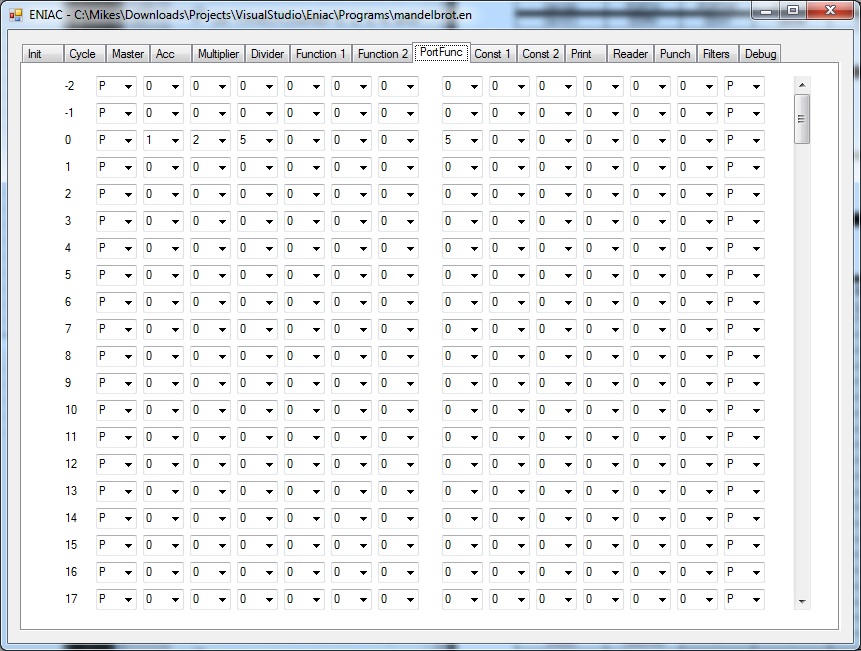 ENIAC - C:\Mikes\Downloads\Projects\VisualStudio\Eniac\Programs\mandelbrot.en
Init Cycle Master Acc Multiplier Divider Function 1 Function 2 PortFunc Const 1 Const 2 Print Reader Punch Filters Debug
-2 P 0 0 0 0 0 0 0 0 0 0 0 0 P
-1 P 0 0 0 0 0 0 0 0 0 0 0 0 P
0 P 1 2 5 0 0 0 5 0 0 0 0 0 P
1 P 0 0 0 0 0 0 0 0 0 0 0 0 P
2 P 0 0 0 0 0 0 0 0 0 0 0 0 P
3 P 0 0 0 0 0 0 0 0 0 0 0 0 P
4 P 0 0 0 0 0 0 0 0 0 0 0 0 P
5 P 0 0 0 0 0 0 0 0 0 0 0 0 P
6 P 0 0 0 0 0 0 0 0 0 0 0 0 P
7 P 0 0 0 0 0 0 0 0 0 0 0 0 P
8 P 0 0 0 0 0 0 0 0 0 0 0 0 P
9 P 0 0 0 0 0 0 0 0 0 0 0 0 P
10 P 0 0 0 0 0 0 0 0 0 0 0 0 P
11 P 0 0 0 0 0 0 0 0 0 0 0 0 P
12 P 0 0 0 0 0 0 0 0 0 0 0 0 P
13 P 0 0 0 0 0 0 0 0 0 0 0 0 P
14 P 0 0 0 0 0 0 0 0 0 0 0 0 P
15 P 0 0 0 0 0 0 0 0 0 0 0 0 P
16 P 0 0 0 0 0 0 0 0 0 0 0 0 P
17 P 0 0 0 0 0 0 0 0 0 0 0 0 P